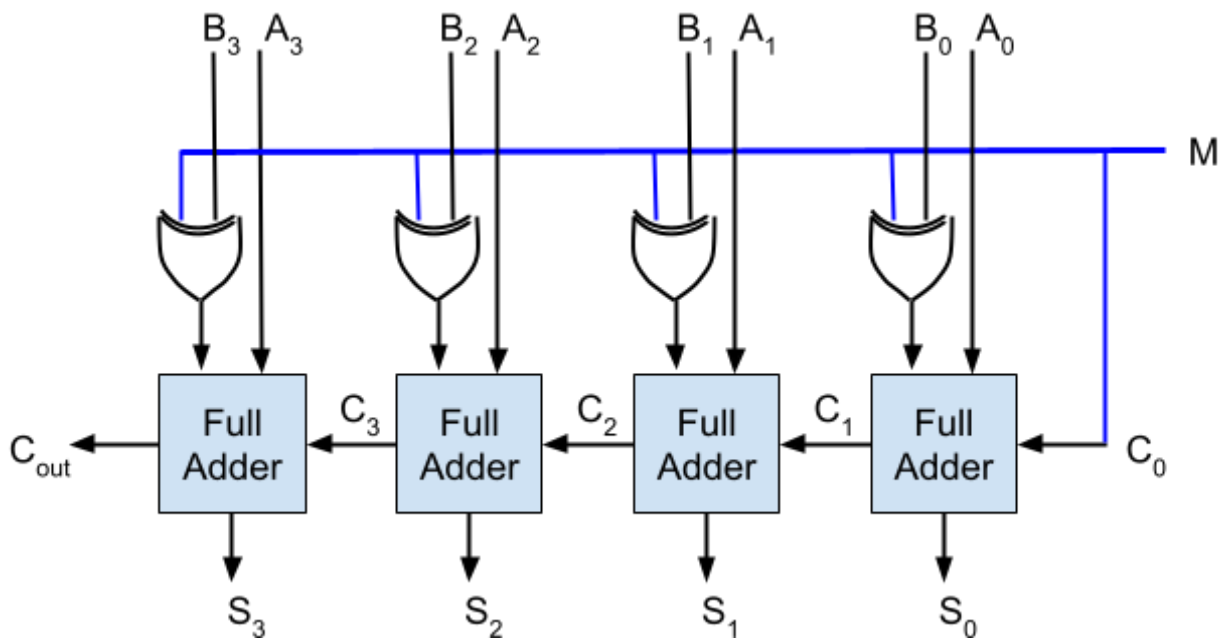 B₃ A₃ B₂ A₂ B₁ A₁ B₀ A₀
M
Full Adder
C₃
Full Adder
C₂
Full Adder
C₁
Full Adder
C₀
Cout
S₃ S₂ S₁ S₀